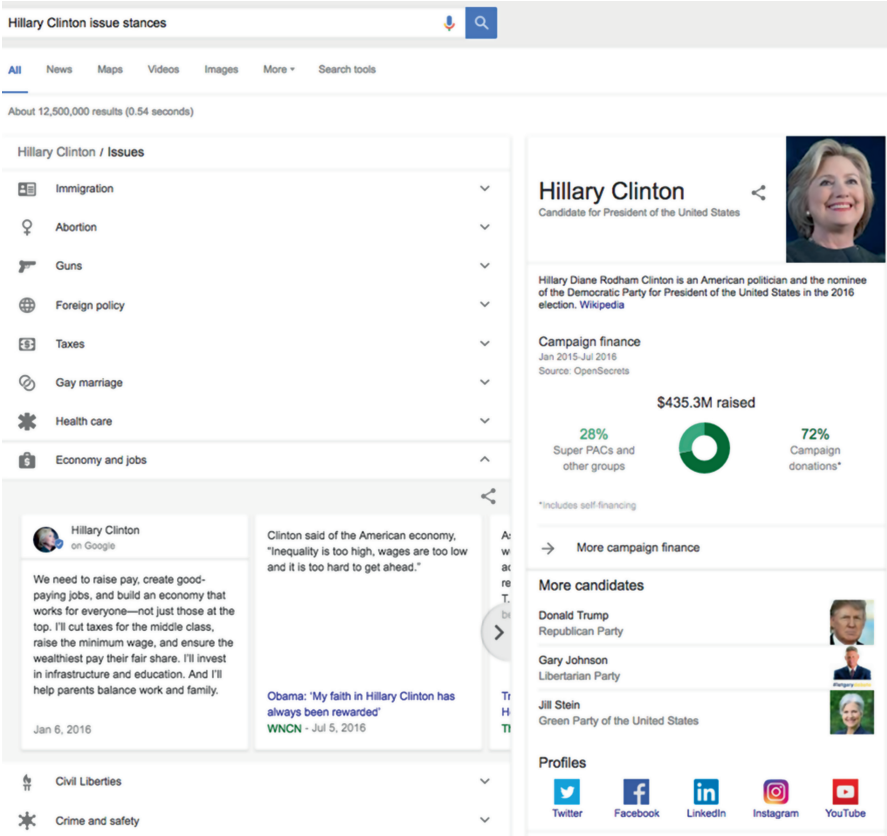 Hillary Clinton issue stances
All News Maps Videos Images More Search tools
About 12,500,000 results (0.54 seconds)
Hillary Clinton / Issues
Immigration
Abortion
Guns
Foreign policy
Taxes
Gay marriage
Health care
Economy and jobs
Hillary Clinton
on Google
We need to raise pay, create good-
paying jobs, and build an economy that
works for everyone—not just those at the
top. I'll cut taxes for the middle class,
raise the minimum wage, and ensure the
wealthiest pay their fair share. I'll invest
in infrastructure and education. And I'll
help parents balance work and family.
Jan 6, 2016
Clinton said of the American economy,
"Inequality is too high, wages are too low
and it is too hard to get ahead."
Obama: 'My faith in Hillary Clinton has
always been rewarded'
WNCN - Jul 5, 2016
Civil Liberties
Crime and safety
Hillary Clinton
Candidate for President of the United States
Hillary Diane Rodham Clinton is an American politician and the nominee
of the Democratic Party for President of the United States in the 2016
election. Wikipedia
Campaign finance
Jan 2015-Jul 2016
Source: OpenSecrets
$435.3M raised
28%
Super PACs and
other groups
72%
Campaign
donations*
*Includes self-financing
More campaign finance
More candidates
Donald Trump
Republican Party
Gary Johnson
Libertarian Party
Jill Stein
Green Party of the United States
Profiles
Twitter Facebook LinkedIn Instagram YouTube